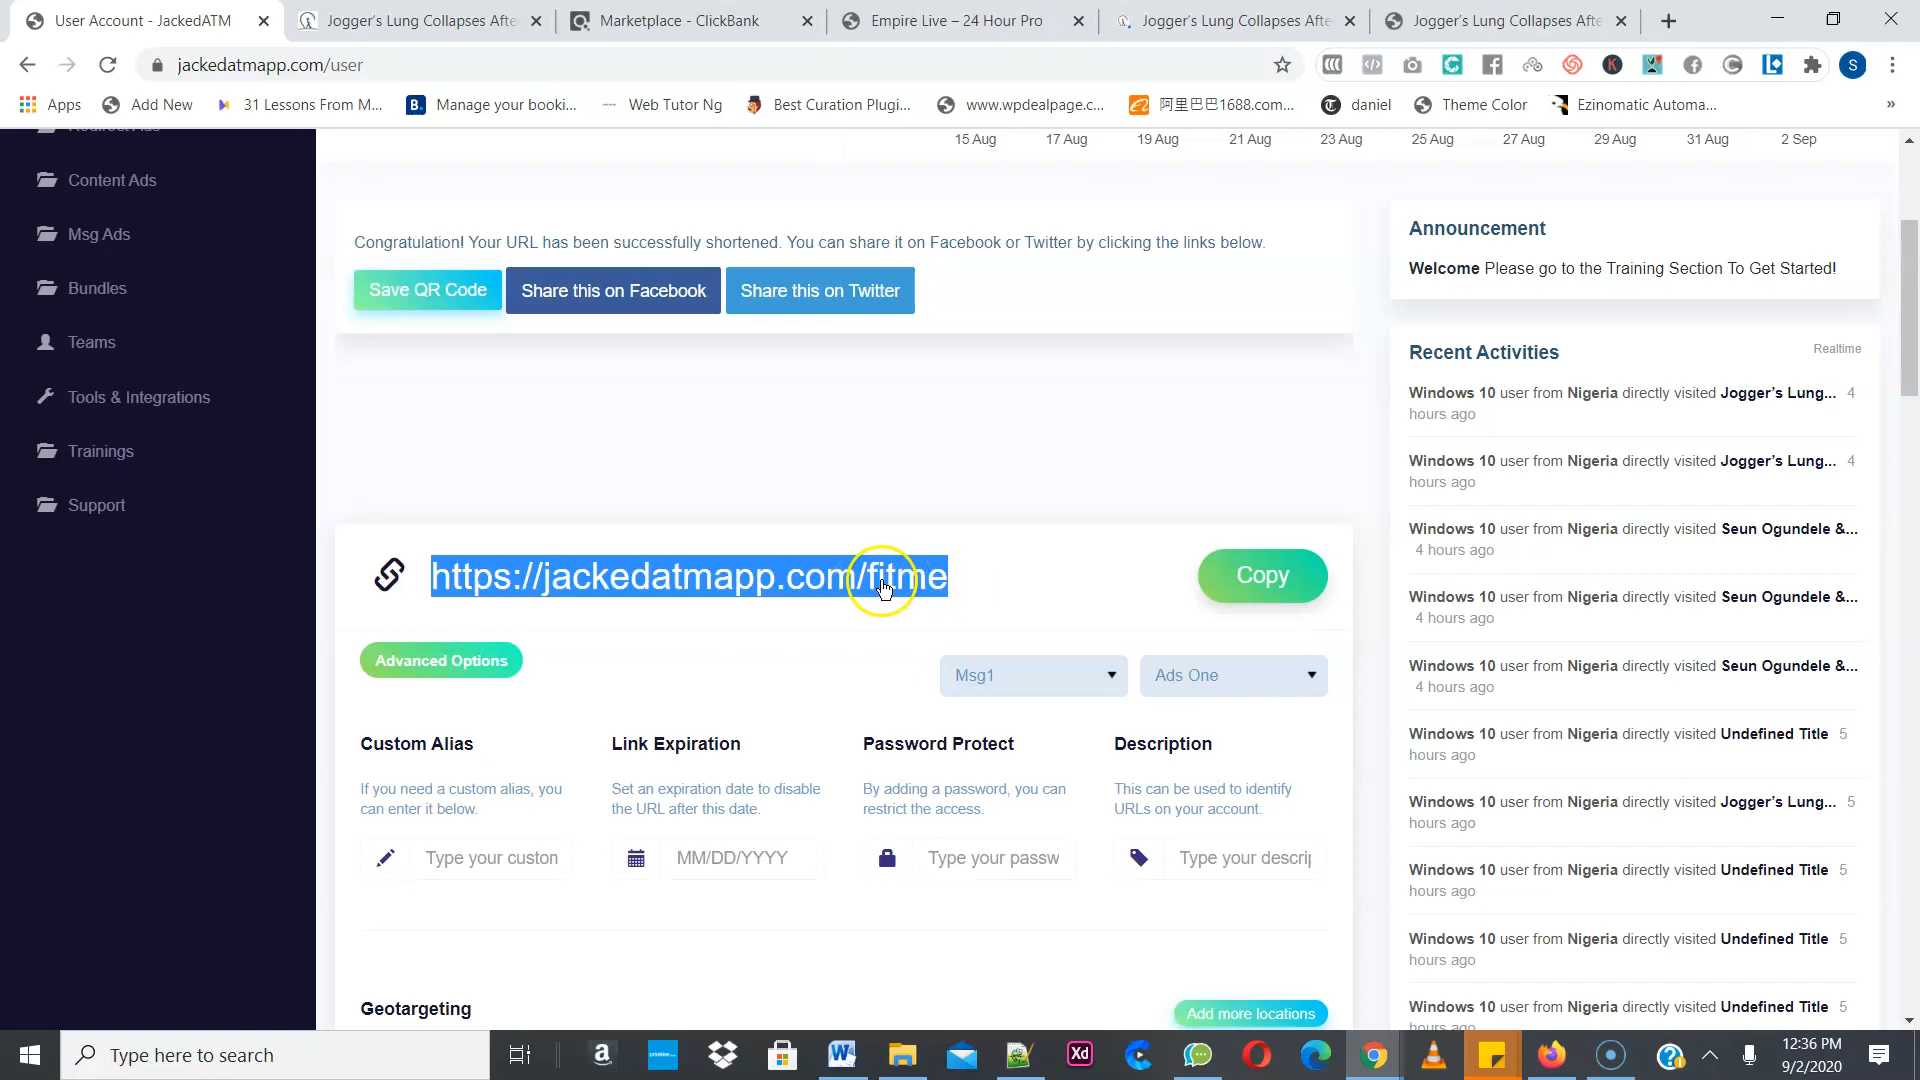 User Account - JackedATM
Jogger's Lung Collapses Afte
Marketplace - ClickBank
Empire Live – 24 Hour Pro
Jogger's Lung Collapses Afte
Jogger's Lung Collapses Afte
jackedatmapp.com/user
S
Apps
Add New
31 Lessons From M...
Manage your booki...
Web Tutor Ng
Best Curation Plugi...
www.wpdealpage.c...
阿里巴巴1688.com...
daniel
Theme Color
Ezinomatic Automa...
»
Redirect Ads
Content Ads
Msg Ads
Bundles
Teams
Tools & Integrations
Trainings
Support
15 Aug
17 Aug
19 Aug
21 Aug
23 Aug
25 Aug
27 Aug
29 Aug
31 Aug
2 Sep
Congratulation! Your URL has been successfully shortened. You can share it on Facebook or Twitter by clicking the links below.
Save QR Code
Share this on Facebook
Share this on Twitter
https://jackedatmapp.com/fitme
Copy
Advanced Options
Msg1
Ads One
Custom Alias
If you need a custom alias, you
can enter it below.
Type your custon
Link Expiration
Set an expiration date to disable
the URL after this date.
MM/DD/YYYY
Password Protect
By adding a password, you can
restrict the access.
Type your passw
Description
This can be used to identify
URLs on your account.
Type your descrip
Geotargeting
Add more locations
Announcement
Welcome Please go to the Training Section To Get Started!
Recent Activities
Realtime
Windows 10 user from Nigeria directly visited Jogger's Lung... 4
hours ago
Windows 10 user from Nigeria directly visited Jogger's Lung... 4
hours ago
Windows 10 user from Nigeria directly visited Seun Ogundele &...
4 hours ago
Windows 10 user from Nigeria directly visited Seun Ogundele &...
4 hours ago
Windows 10 user from Nigeria directly visited Seun Ogundele &...
4 hours ago
Windows 10 user from Nigeria directly visited Undefined Title 5
hours ago
Windows 10 user from Nigeria directly visited Jogger's Lung... 5
hours ago
Windows 10 user from Nigeria directly visited Undefined Title 5
hours ago
Windows 10 user from Nigeria directly visited Undefined Title 5
hours ago
Windows 10 user from Nigeria directly visited Undefined Title 5
hours ago
Type here to search
12:36 PM
9/2/2020